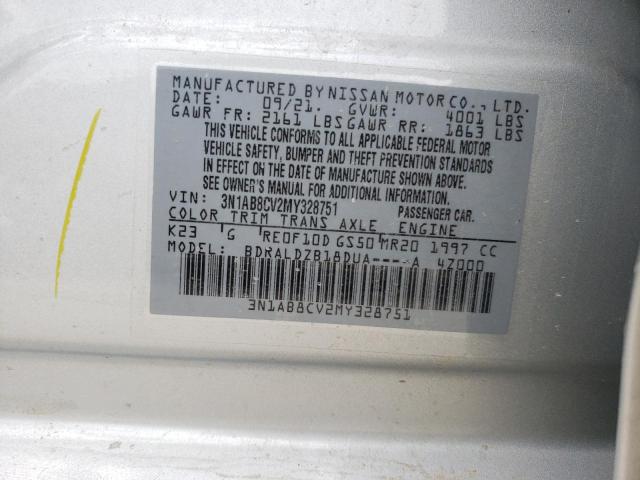 MANUFACTURED BY NISSAN MOTOR CO., LTD.
DATE: 09/21. GVWR: 4001 LBS
GAWR FR: 2161 LBS GAWR RR: 1863 LBS
THIS VEHICLE CONFORMS TO ALL APPLICABLE FEDERAL MOTOR
VEHICLE SAFETY, BUMPER AND THEFT PREVENTION STANDARDS
IN EFFECT ON THE DATE OF MANUFACTURE SHOWN ABOVE.
SEE OWNER'S MANUAL FOR ADDITIONAL INFORMATION.
VIN: 3N1AB8CV2MY328751 PASSENGER CAR.
COLOR TRIM TRANS AXLE ENGINE
K23 G RE0F10D GS50 MR20 1997 CC
MODEL: BDRALDZB18DUA----A 4Z000
3N1AB8CV2MY328751